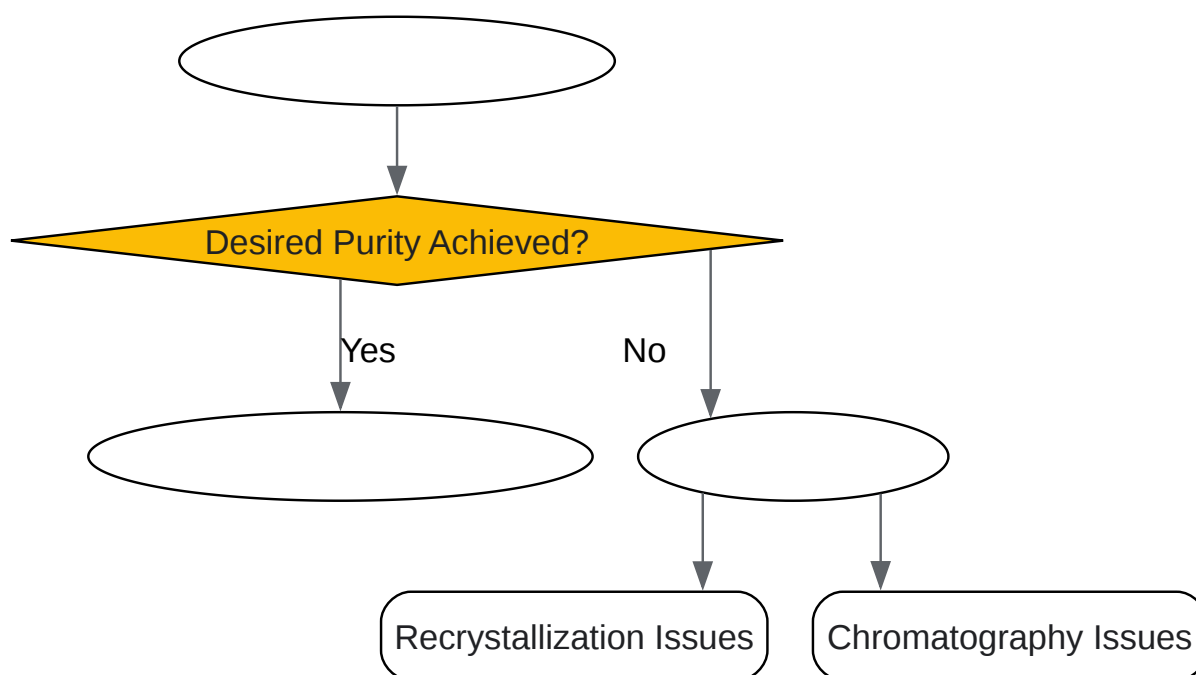 Desired Purity Achieved?
Yes
No
Recrystallization Issues
Chromatography Issues